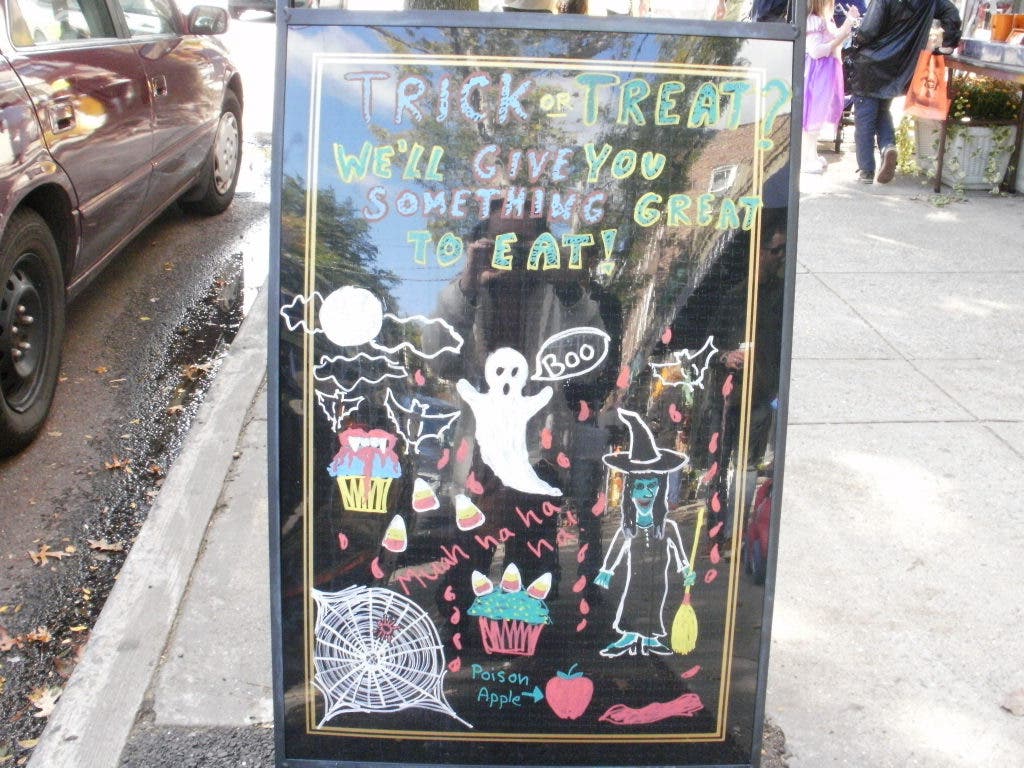 TRICK OR TREAT?
WE'LL GIVE YOU
SOMETHING GREAT
TO EAT!
BOO
Muah ha ha
ha!
Poison
Apple